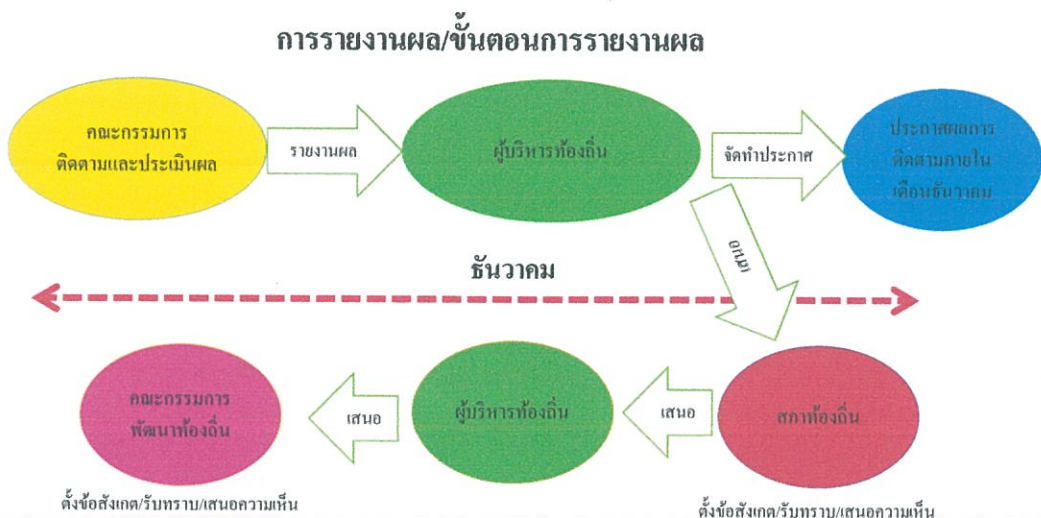 การรายงานผล/ขั้นตอนการรายงานผล
คณะกรรมการ
ติดตามและประเมินผล
รายงานผล
ผู้บริหารท้องถิ่น
จัดทำประกาศ
ประกาศผลการ
ติดตามภายใน
เดือนธันวาคม
เสนอ
ธันวาคม
คณะกรรมการ
พัฒนาท้องถิ่น
เสนอ
ผู้บริหารท้องถิ่น
เสนอ
สภาท้องถิ่น
ตั้งข้อสังเกต/รับทราบ/เสนอความเห็น
ตั้งข้อสังเกต/รับทราบ/เสนอความเห็น